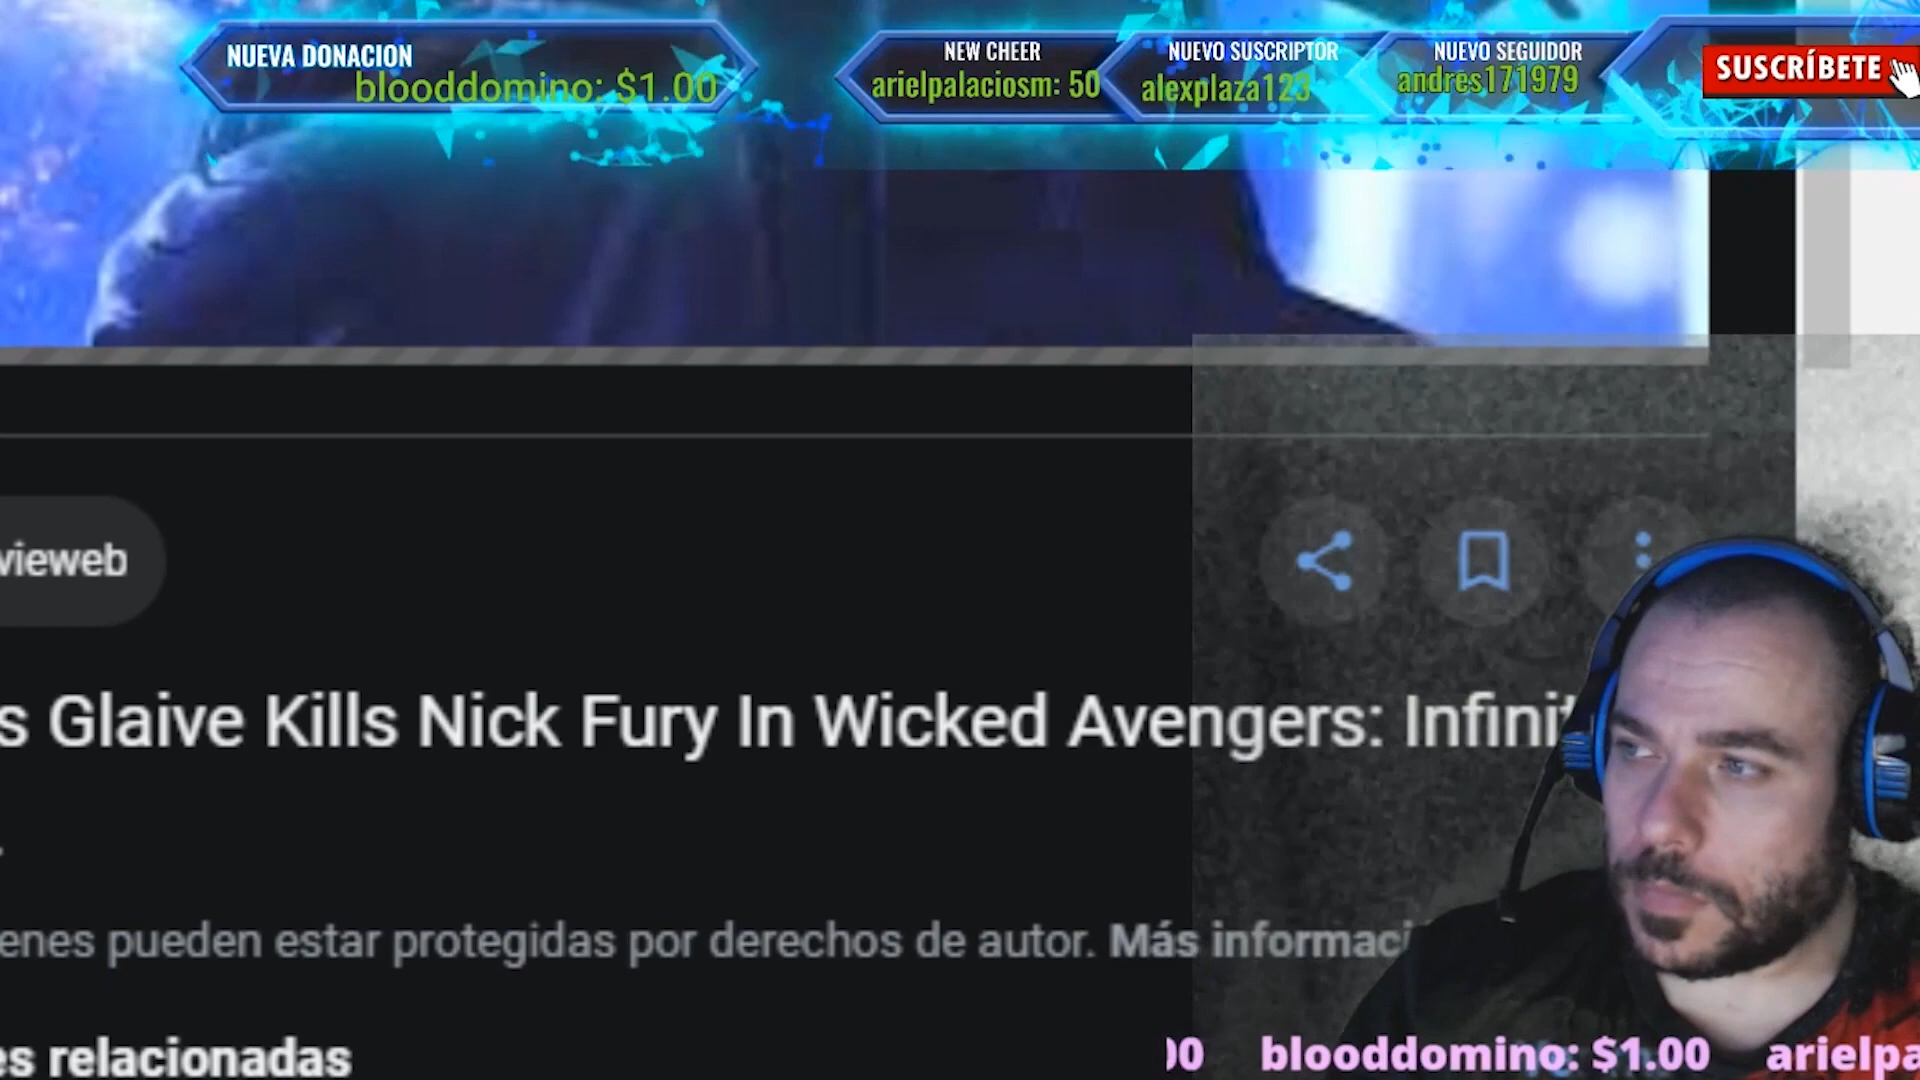 NUEVA DONACION
blooddomino: $1.00
NEW CHEER
arielpalaciosm: 50
NUEVO SUSCRIPTOR
alexplaza123
NUEVO SEGUIDOR
andres171979
SUSCRÍBETE
vieweb
s Glaive Kills Nick Fury In Wicked Avengers: Infinit
enes pueden estar protegidas por derechos de autor. Más informaci
es relacionadas
00 blooddomino: $1.00 arielpa